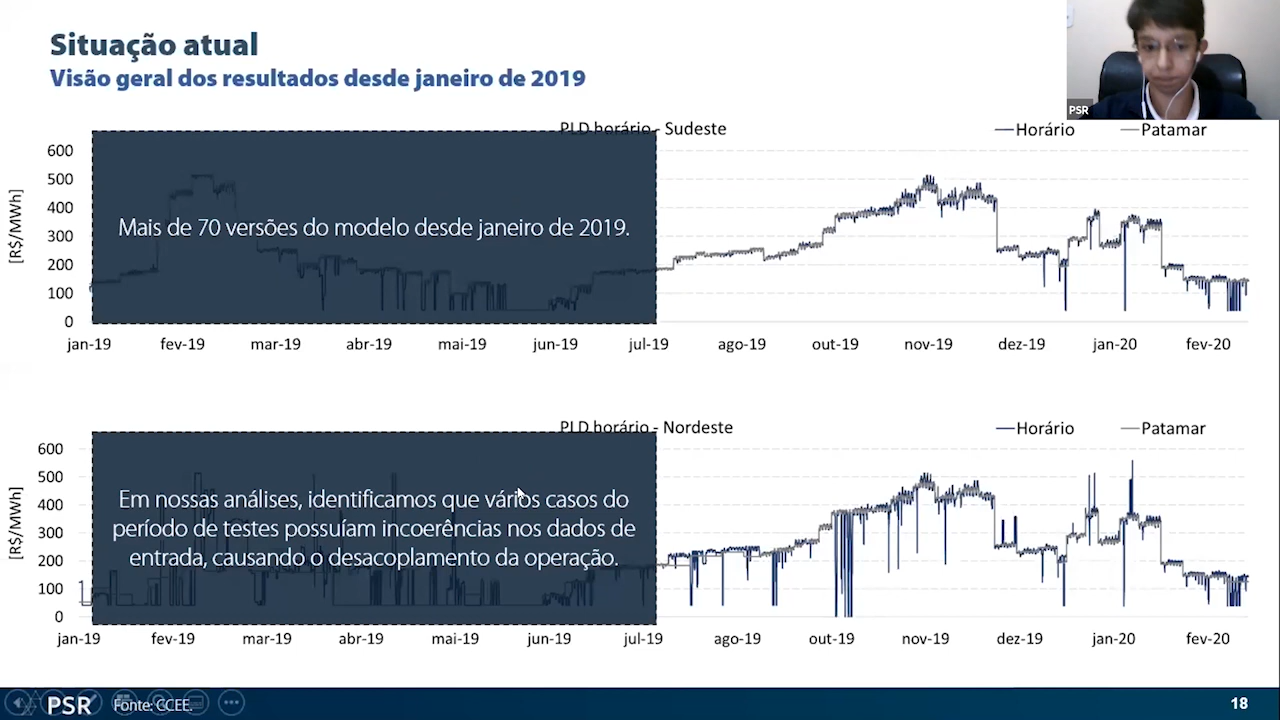 Situação atual
Visão geral dos resultados desde janeiro de 2019
PSR
PLD horário - Sudeste
Horário
Patamar
[R$/MWh]
600
500
400
300
200
100
0
Mais de 70 versões do modelo desde janeiro de 2019.
jan-19 fev-19 mar-19 abr-19 mai-19 jun-19 jul-19 ago-19 out-19 nov-19 dez-19 jan-20 fev-20
PLD horário - Nordeste
Horário
Patamar
[R$/MWh]
600
500
400
300
200
100
0
Em nossas análises, identificamos que vários casos do
período de testes possuíam incoerências nos dados de
entrada, causando o desacoplamento da operação.
jan-19 fev-19 mar-19 abr-19 mai-19 jun-19 jul-19 ago-19 out-19 nov-19 dez-19 jan-20 fev-20
PSR Fonte: CCEE.
18